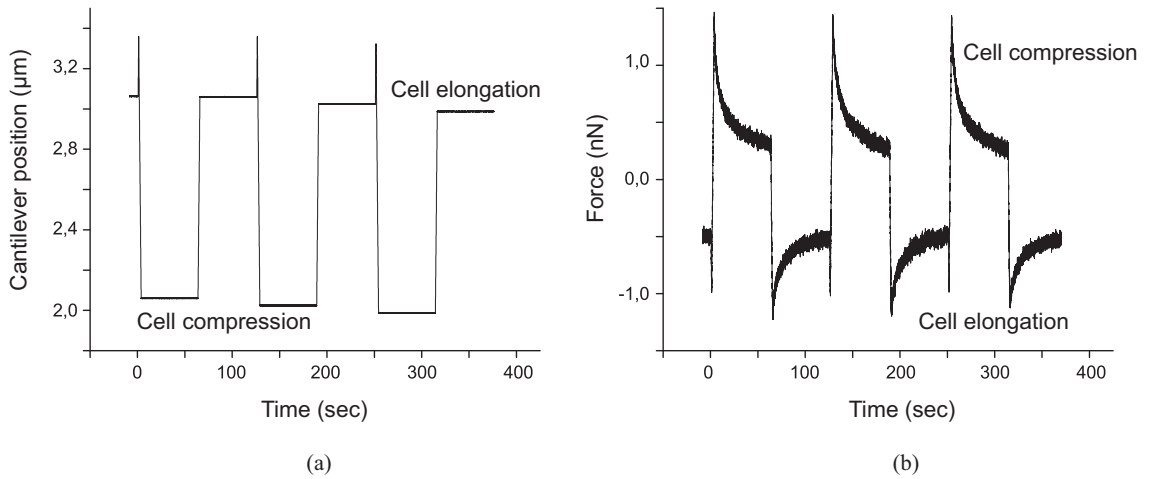 Cantilever position (μm)
3,2
2,8
2,4
2,0
Cell elongation
Cell compression
0
100
200
300
400
Time (sec)
(a)
Force (nN)
1,0
0,0
-1,0
Cell compression
Cell elongation
0
100
200
300
400
Time (sec)
(b)